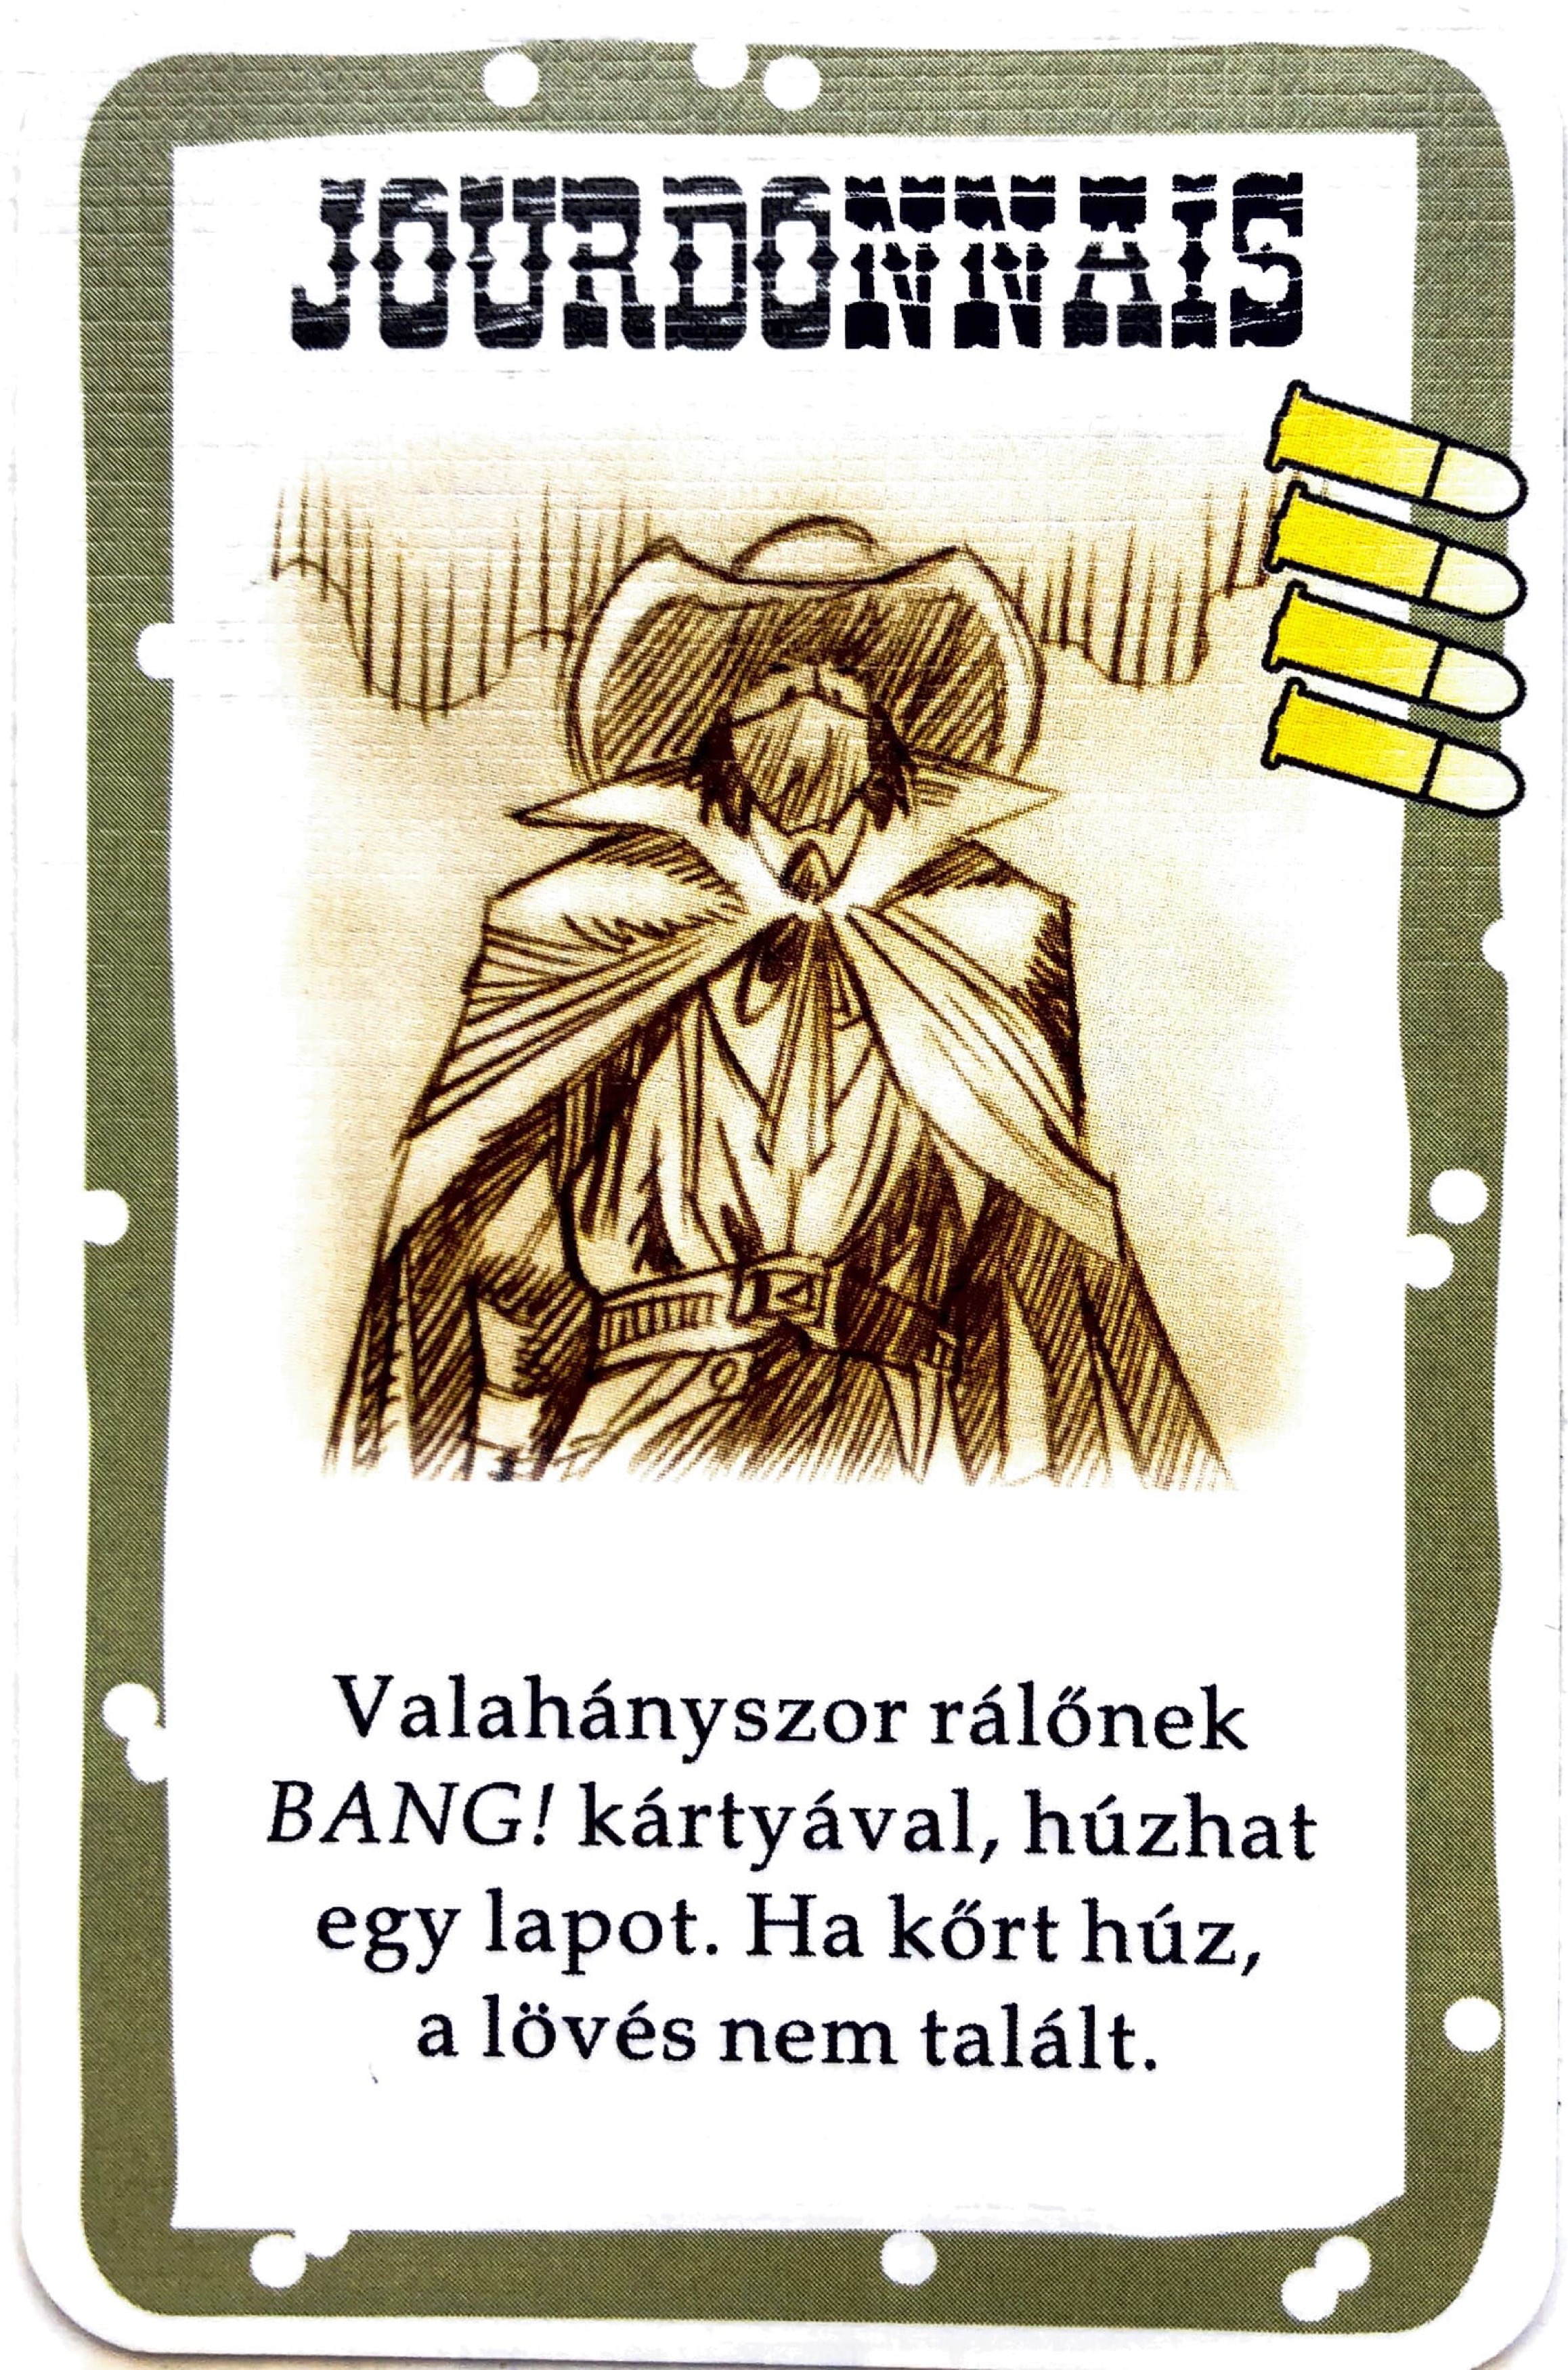 JOURDONNAIS
Valahányszor rálőnek
BANG! kártyával, húzhat
egy lapot. Ha kőrt húz,
a lövés nem talált.